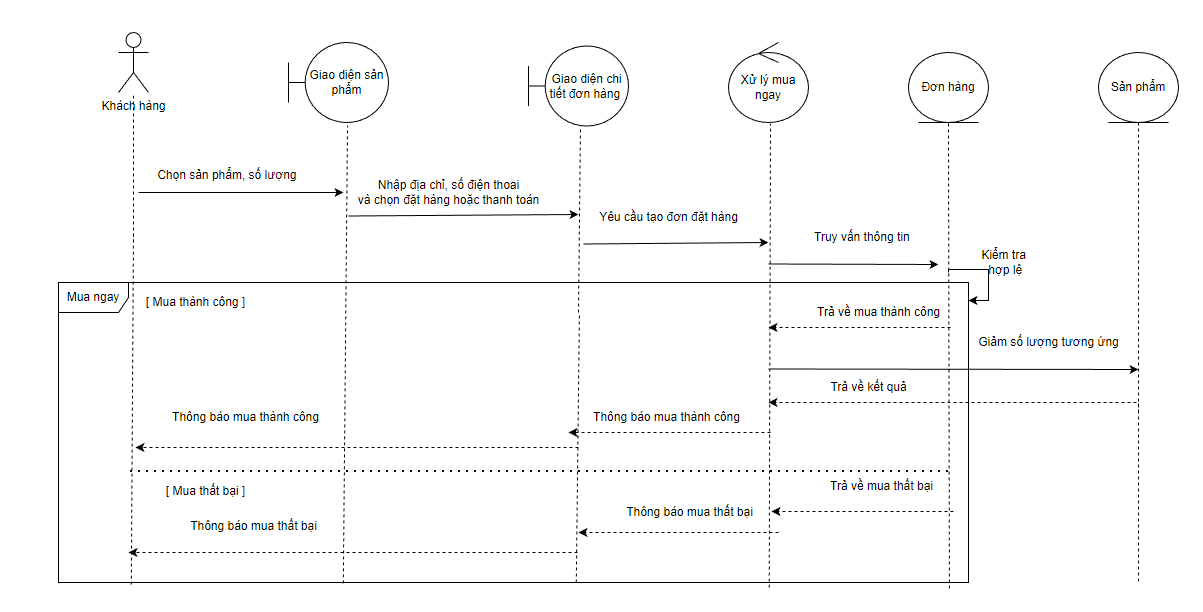 Khách hàng
Giao diện sản
phẩm
Giao diện chi
tiết đơn hàng
Xử lý mua
ngay
Đơn hàng
Sản phẩm
Chọn sản phẩm, số lượng
Nhập địa chỉ, số điện thoai
và chọn đặt hàng hoặc thanh toán
Yêu cầu tạo đơn đặt hàng
Truy vấn thông tin
Kiểm tra
hợp lệ
Mua ngay
[ Mua thành công ]
Trả về mua thành công
Giảm số lượng tương ứng
Trả về kết quả
Thông báo mua thành công
Thông báo mua thành công
[ Mua thất bại ]
Trả về mua thất bại
Thông báo mua thất bại
Thông báo mua thất bại